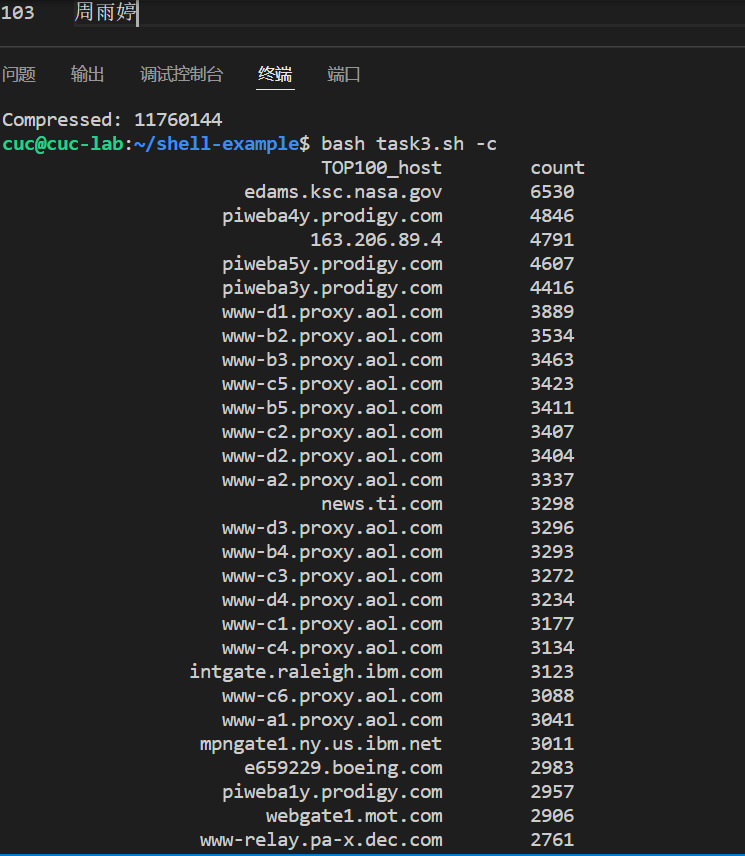 103 周雨婷
问题 输出 调试控制台 终端 端口
Compressed: 11760144
cuc@cuc-lab:~/shell-example$ bash task3.sh -c
TOP100_host count
edams.ksc.nasa.gov 6530
piweba4y.prodigy.com 4846
163.206.89.4 4791
piweba5y.prodigy.com 4607
piweba3y.prodigy.com 4416
www-d1.proxy.aol.com 3889
www-b2.proxy.aol.com 3534
www-b3.proxy.aol.com 3463
www-c5.proxy.aol.com 3423
www-b5.proxy.aol.com 3411
www-c2.proxy.aol.com 3407
www-d2.proxy.aol.com 3404
www-a2.proxy.aol.com 3337
news.ti.com 3298
www-d3.proxy.aol.com 3296
www-b4.proxy.aol.com 3293
www-c3.proxy.aol.com 3272
www-d4.proxy.aol.com 3234
www-c1.proxy.aol.com 3177
www-c4.proxy.aol.com 3134
intgate.raleigh.ibm.com 3123
www-c6.proxy.aol.com 3088
www-a1.proxy.aol.com 3041
mpngate1.ny.us.ibm.net 3011
e659229.boeing.com 2983
piweba1y.prodigy.com 2957
webgate1.mot.com 2906
www-relay.pa-x.dec.com 2761